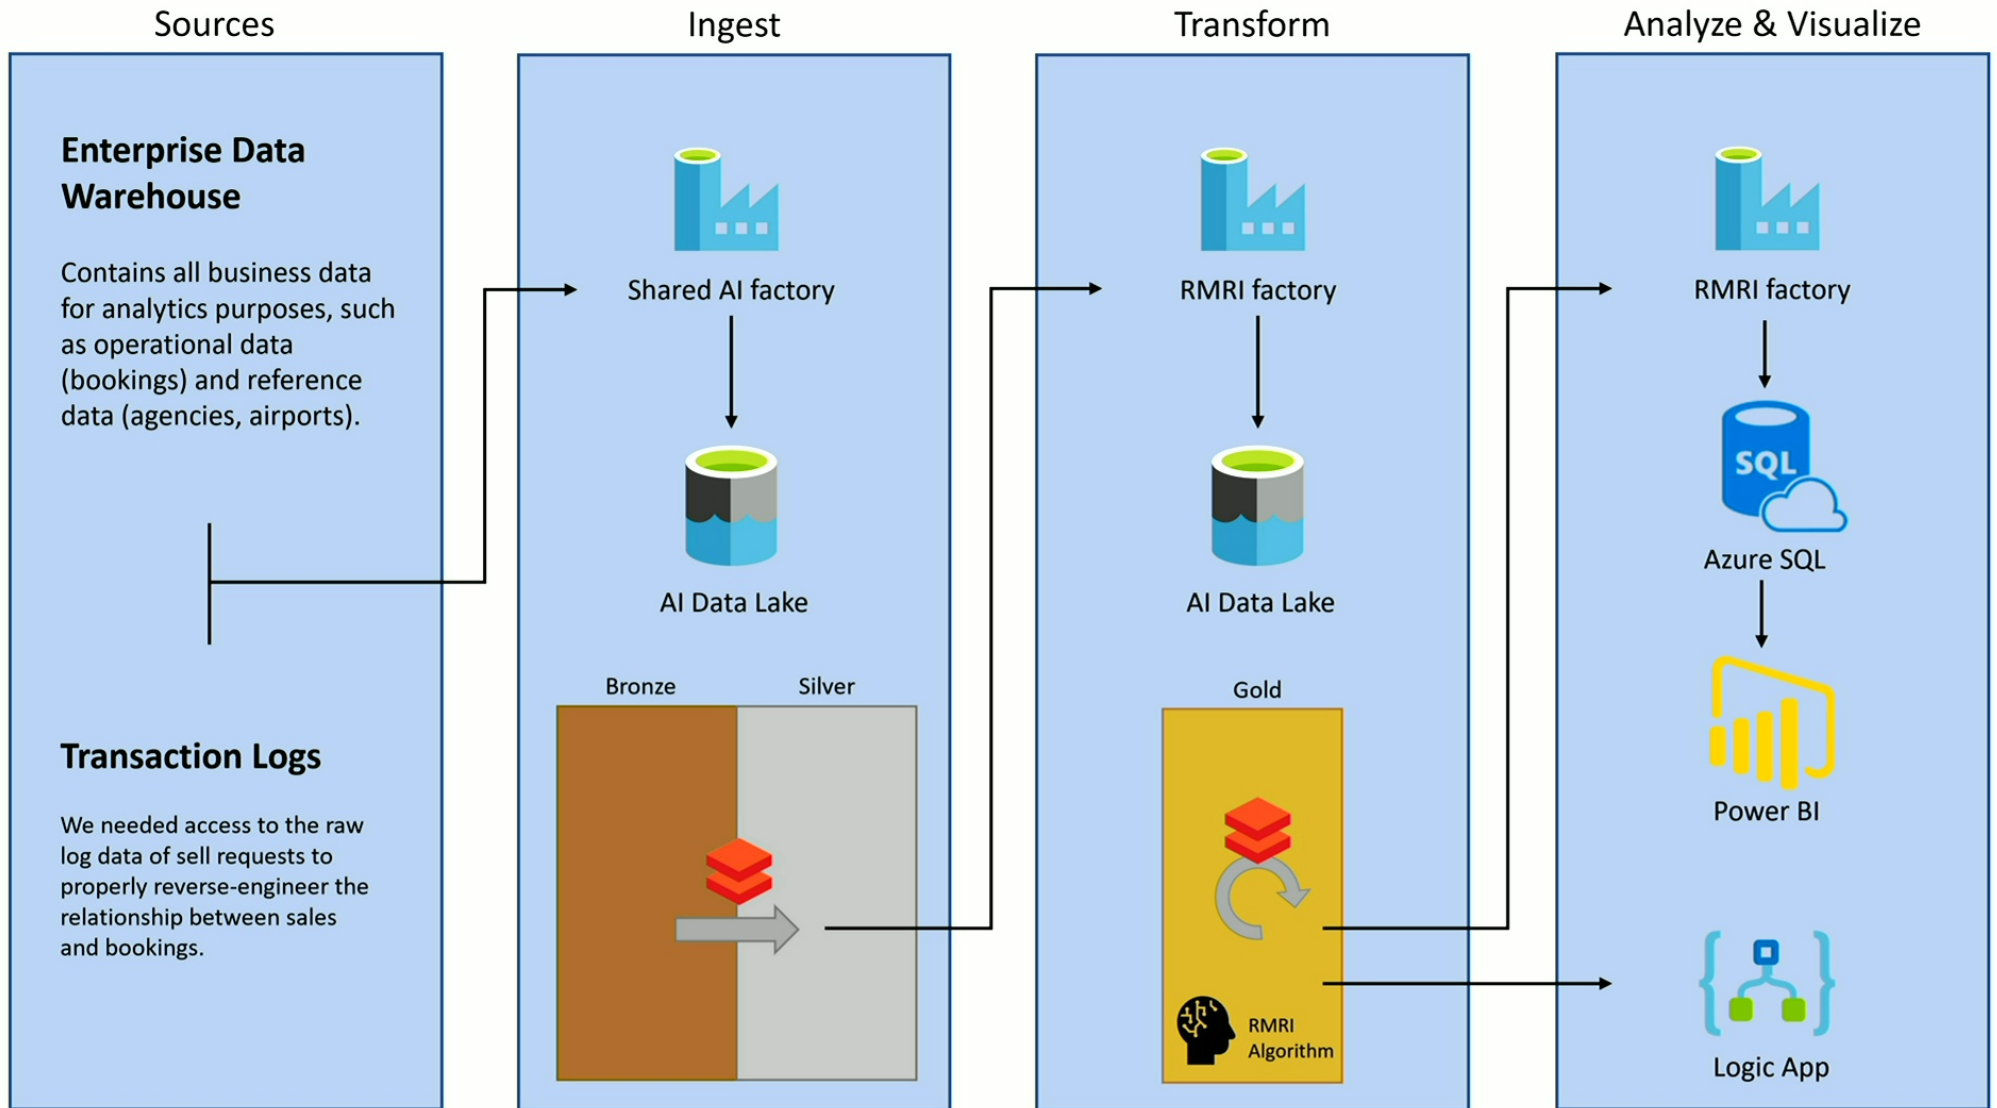 Sources
Ingest
Transform
Analyze & Visualize
Enterprise Data
Warehouse
Contains all business data
for analytics purposes, such
as operational data
(bookings) and reference
data (agencies, airports).
Transaction Logs
We needed access to the raw
log data of sell requests to
properly reverse-engineer the
relationship between sales
and bookings.
Shared AI factory
AI Data Lake
Bronze
Silver
RMRI factory
AI Data Lake
Gold
RMRI
Algorithm
RMRI factory
SQL
Azure SQL
Power BI
Logic App